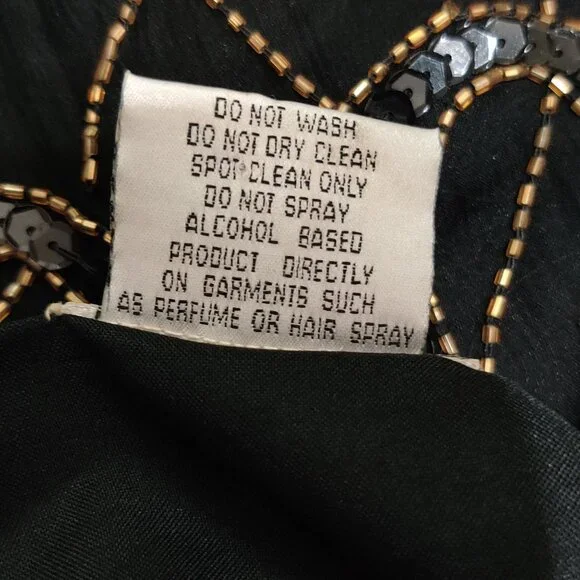 DO NOT WASH
DO NOT DRY CLEAN
SPOT CLEAN ONLY
DO NOT SPRAY
ALCOHOL BASED
PRODUCT DIRECTLY
ON GARMENTS SUCH
AS PERFUME OR HAIR SPRAY